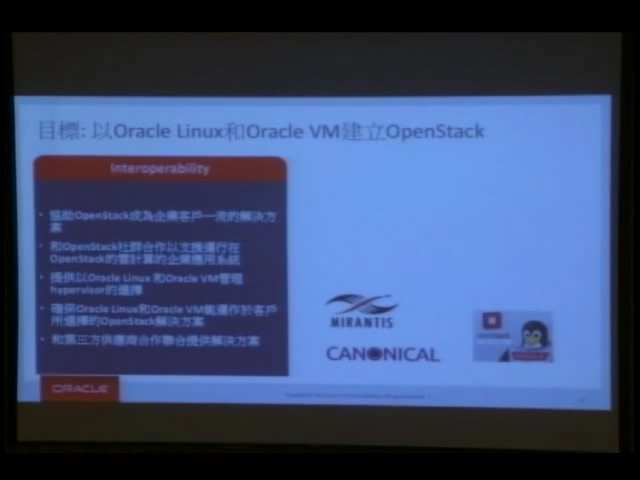 目標: 以Oracle Linux和Oracle VM建立OpenStack
Interoperability
• 協助OpenStack成為企業客戶一流的解決方
案
• 和OpenStack社群合作以支援運行在
OpenStack的雲計算的企業應用系統
• 提供以Oracle Linux 和Oracle VM管理
hypervisor的選擇
• 確保Oracle Linux和Oracle VM能運作於客戶
所選擇的OpenStack解決方案
• 和第三方供應商合作聯合提供解決方案
MIRANTIS
CANONICAL
ORACLE